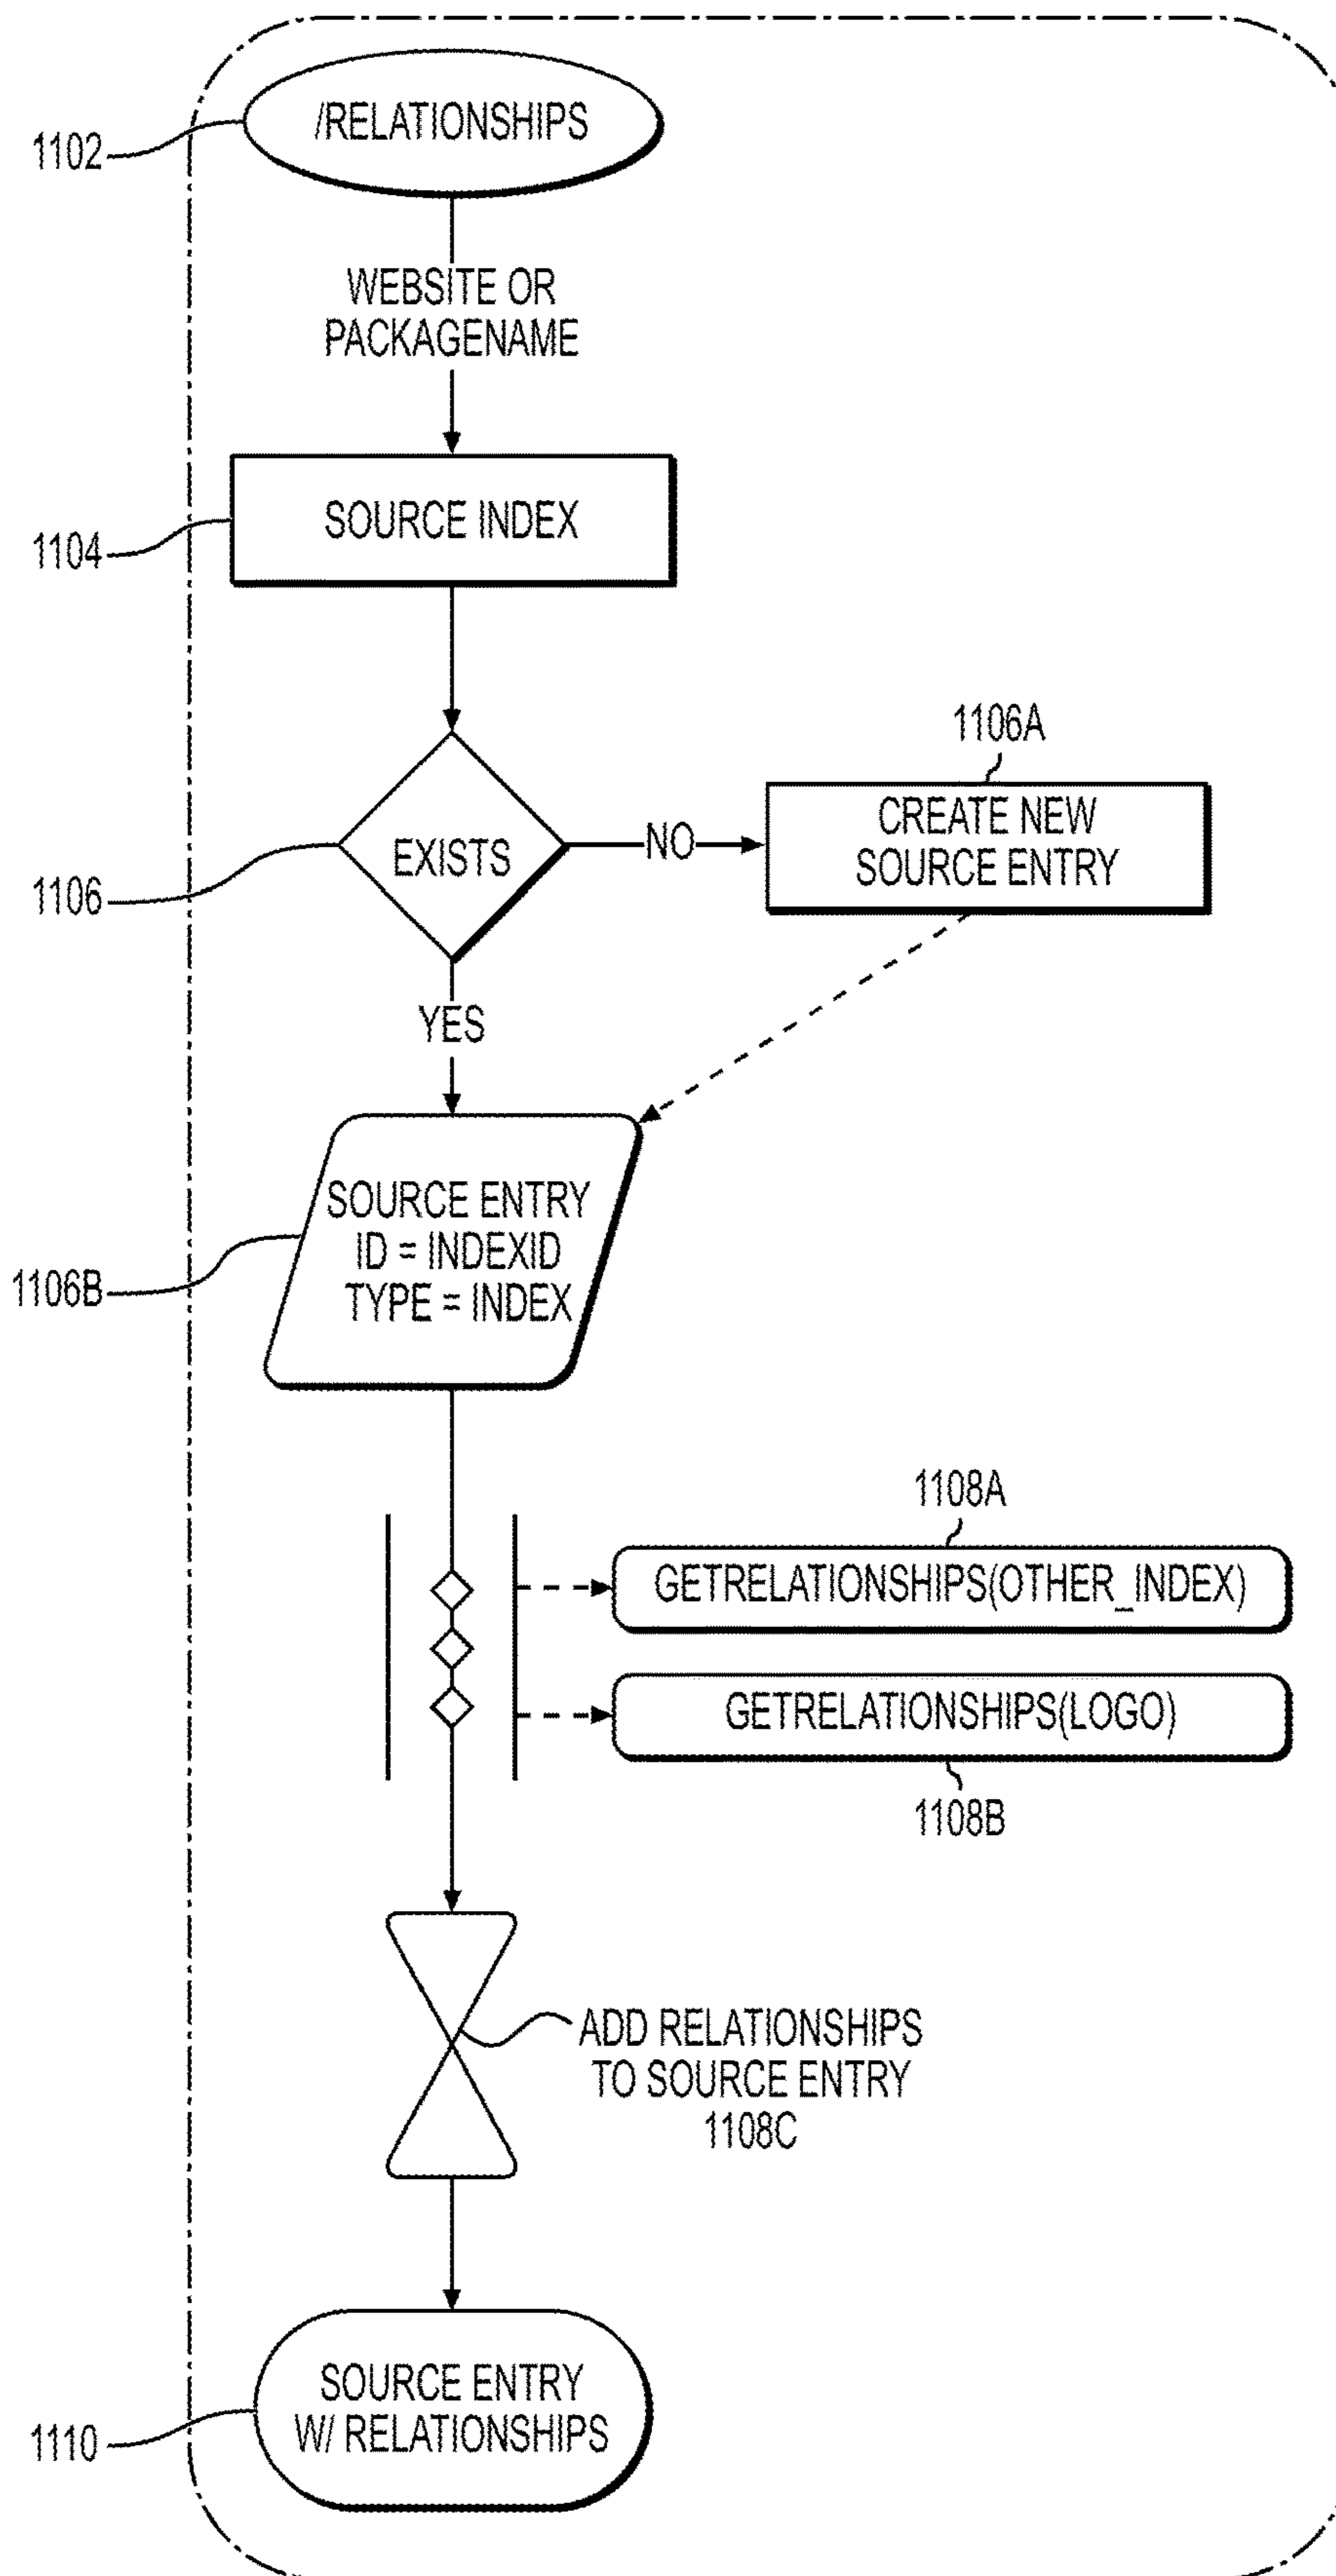 /RELATIONSHIPS
1102
WEBSITE OR
PACKAGENAME
SOURCE INDEX
1104
1106A
CREATE NEW
SOURCE ENTRY
EXISTS
NO
1106
YES
SOURCE ENTRY
ID = INDEXID
TYPE = INDEX
1106B
1108A
GETRELATIONSHIPS(OTHER_INDEX)
GETRELATIONSHIPS(LOGO)
1108B
ADD RELATIONSHIPS
TO SOURCE ENTRY
1108C
SOURCE ENTRY
W/ RELATIONSHIPS
1110